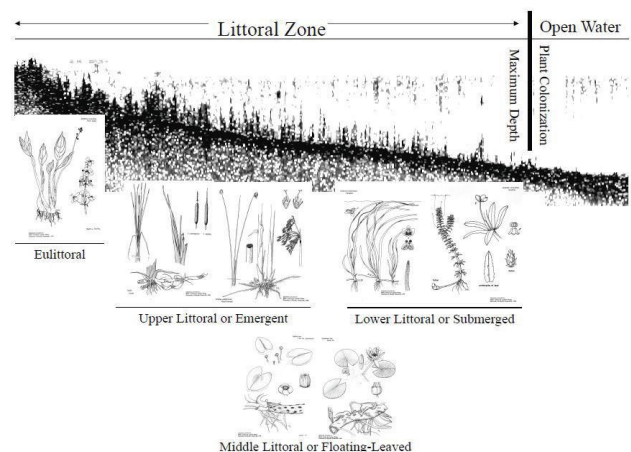 Littoral Zone
Open Water
Maximum Depth
Plant Colonization
Eulittoral
Upper Littoral or Emergent
Lower Littoral or Submerged
Middle Littoral or Floating-Leaved